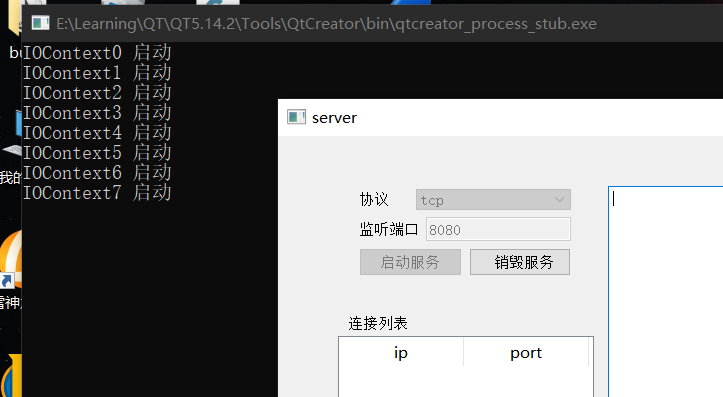 E:\Learning\QT\QT5.14.2\Tools\QtCreator\bin\qtcreator_process_stub.exe
bu
IOContext0 启动
IOContext1 启动
IOContext2 启动
IOContext3 启动
IOContext4 启动
IOContext5 启动
IOContext6 启动
IOContext7 启动
我的
server
协议
tcp
监听端口
8080
启动服务
销毁服务
连接列表
ip
port